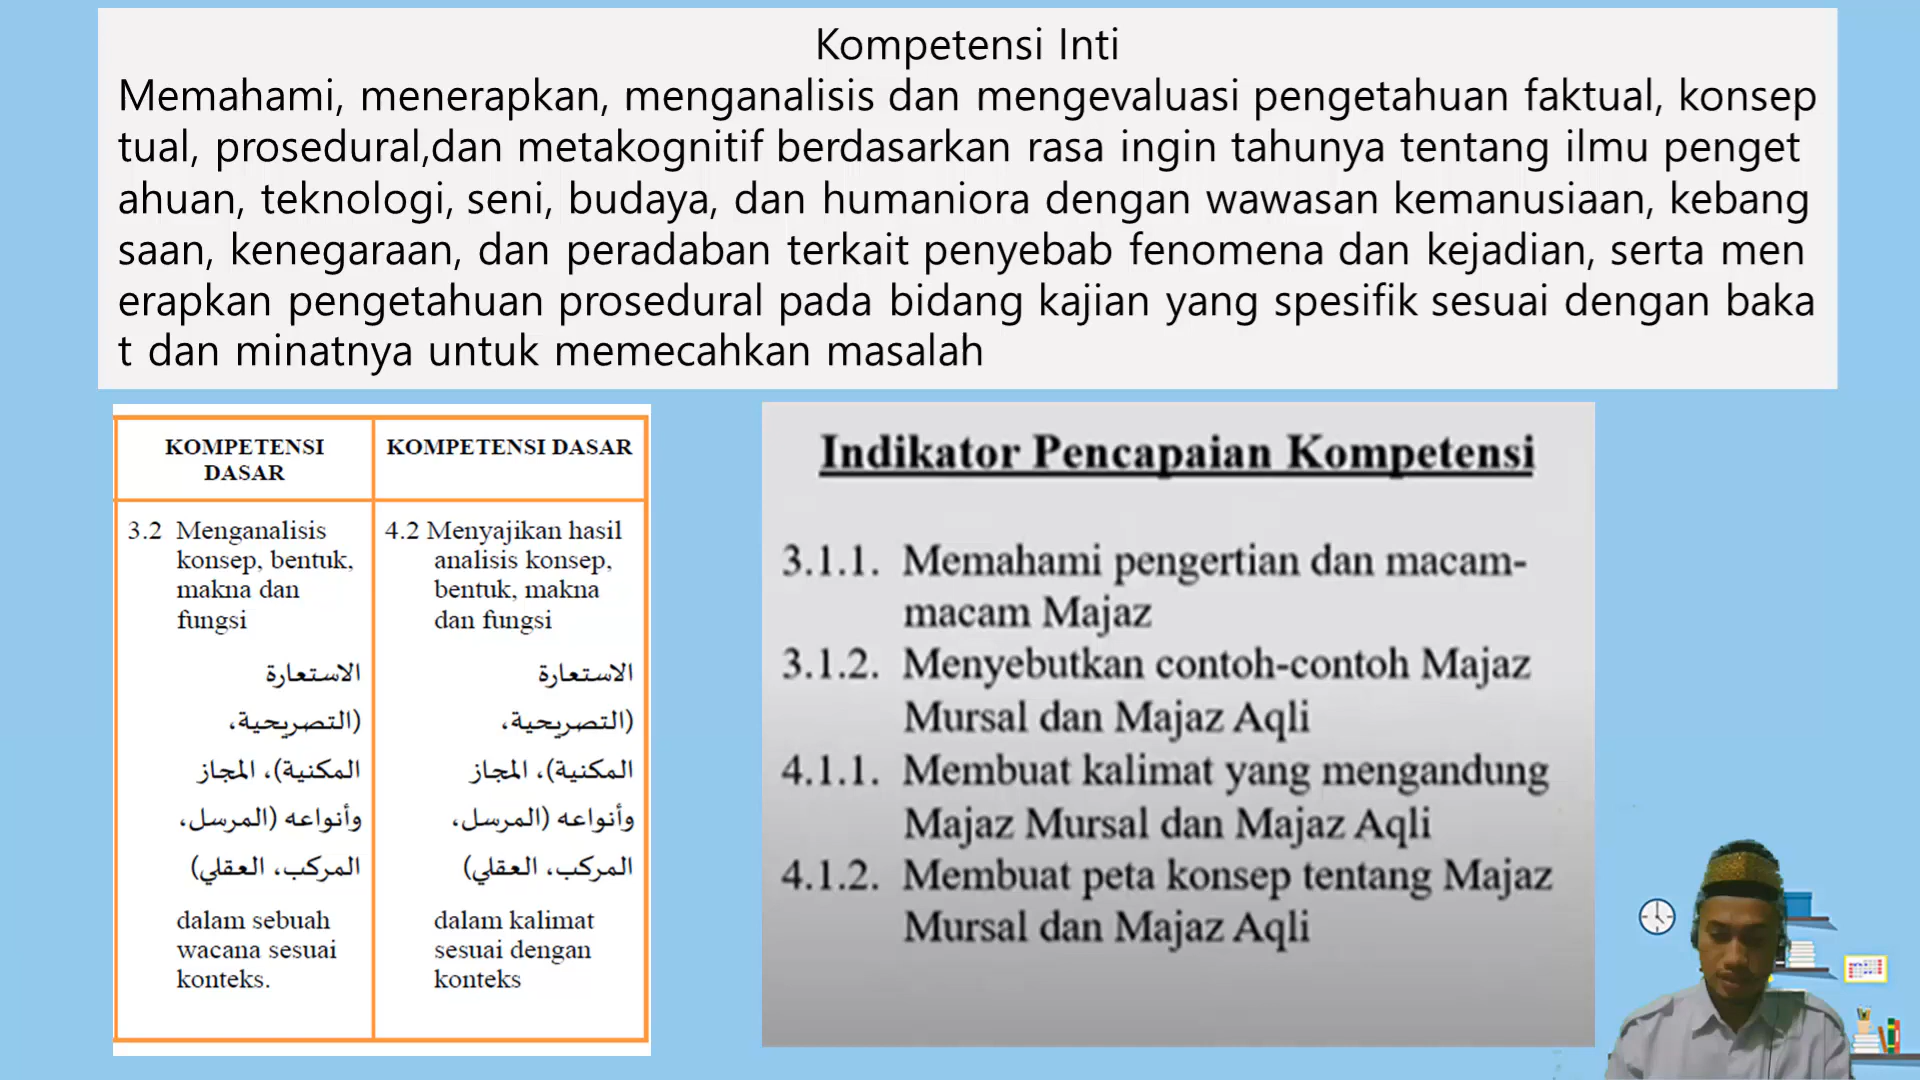 Kompetensi Inti
Memahami, menerapkan, menganalisis dan mengevaluasi pengetahuan faktual, konsep
tual, prosedural,dan metakognitif berdasarkan rasa ingin tahunya tentang ilmu penget
ahuan, teknologi, seni, budaya, dan humaniora dengan wawasan kemanusiaan, kebang
saan, kenegaraan, dan peradaban terkait penyebab fenomena dan kejadian, serta men
erapkan pengetahuan prosedural pada bidang kajian yang spesifik sesuai dengan baka
t dan minatnya untuk memecahkan masalah
KOMPETENSI
DASAR
3.2 Menganalisis
konsep, bentuk,
makna dan
fungsi
الاستعارة
(التصريحية،
المكنية)، المجاز
وأنواعه (المرسل،
المركب، العقلي)
dalam sebuah
wacana sesuai
konteks.
KOMPETENSI DASAR
4.2 Menyajikan hasil
analisis konsep,
bentuk, makna
dan fungsi
الاستعارة
(التصريحية،
المكنية)، المجاز
وأنواعه (المرسل،
المركب، العقلي)
dalam kalimat
sesuai dengan
konteks
Indikator Pencapaian Kompetensi
3.1.1. Memahami pengertian dan macam-
macam Majaz
3.1.2. Menyebutkan contoh-contoh Majaz
Mursal dan Majaz Aqli
4.1.1. Membuat kalimat yang mengandung
Majaz Mursal dan Majaz Aqli
4.1.2. Membuat peta konsep tentang Majaz
Mursal dan Majaz Aqli